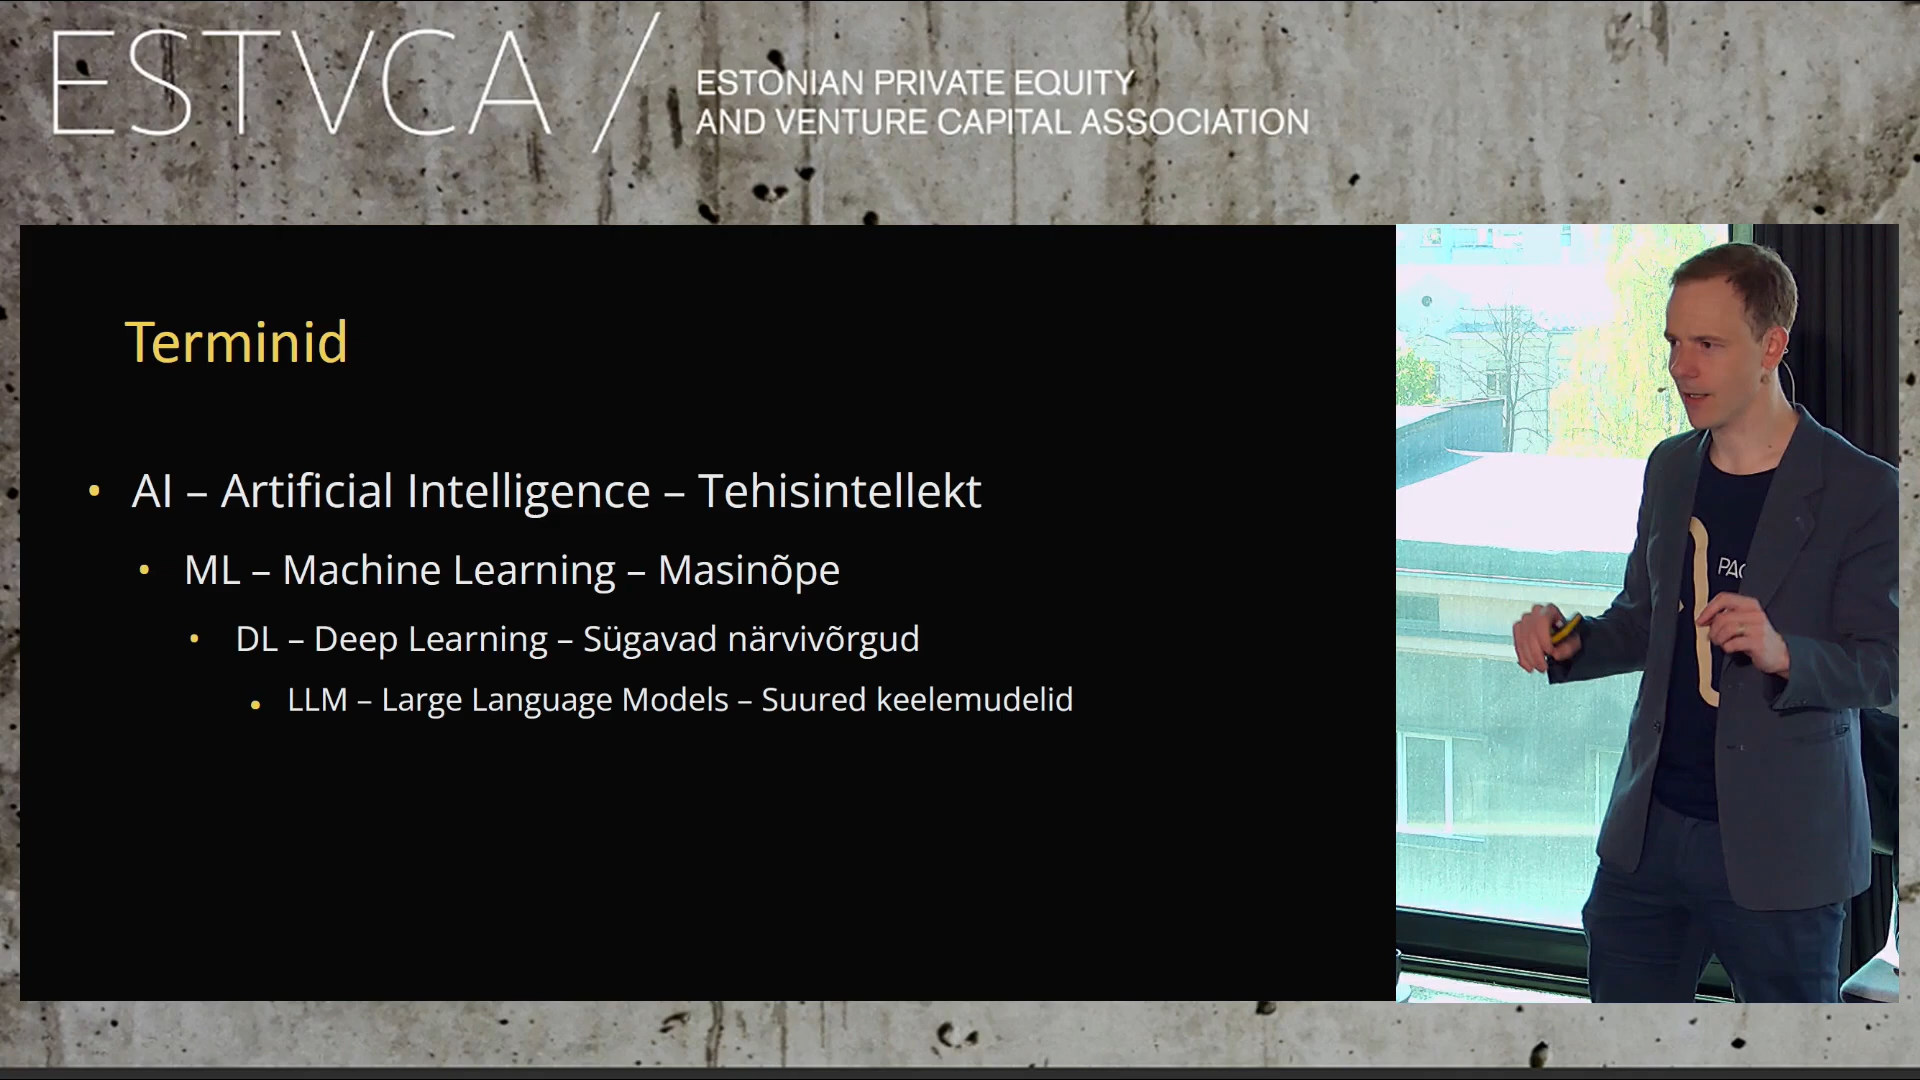 ESTVCA /
ESTONIAN PRIVATE EQUITY
AND VENTURE CAPITAL ASSOCIATION
Terminid
• AI – Artificial Intelligence – Tehisintellekt
• ML – Machine Learning – Masinõpe
• DL – Deep Learning – Sügavad närvivõrgud
• LLM – Large Language Models – Suured keelemudelid